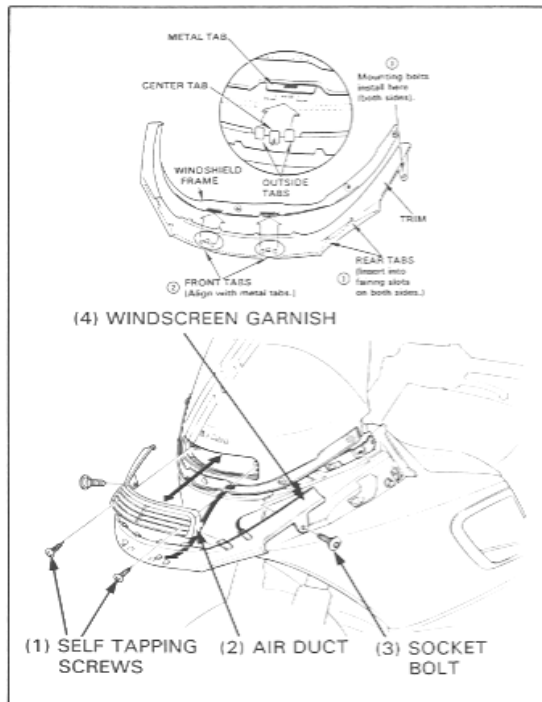 METAL TAB
CENTER TAB
③
Mounting bolts
install here
(both sides).
WINDSHIELD
FRAME
OUTSIDE
TABS
TRIM
② FRONT TABS
(Align with metal tabs.)
① REAR TABS
(Insert into
fairing slots
on both sides.)
(4) WINDSCREEN GARNISH
(1) SELF TAPPING
SCREWS
(2) AIR DUCT
(3) SOCKET
BOLT